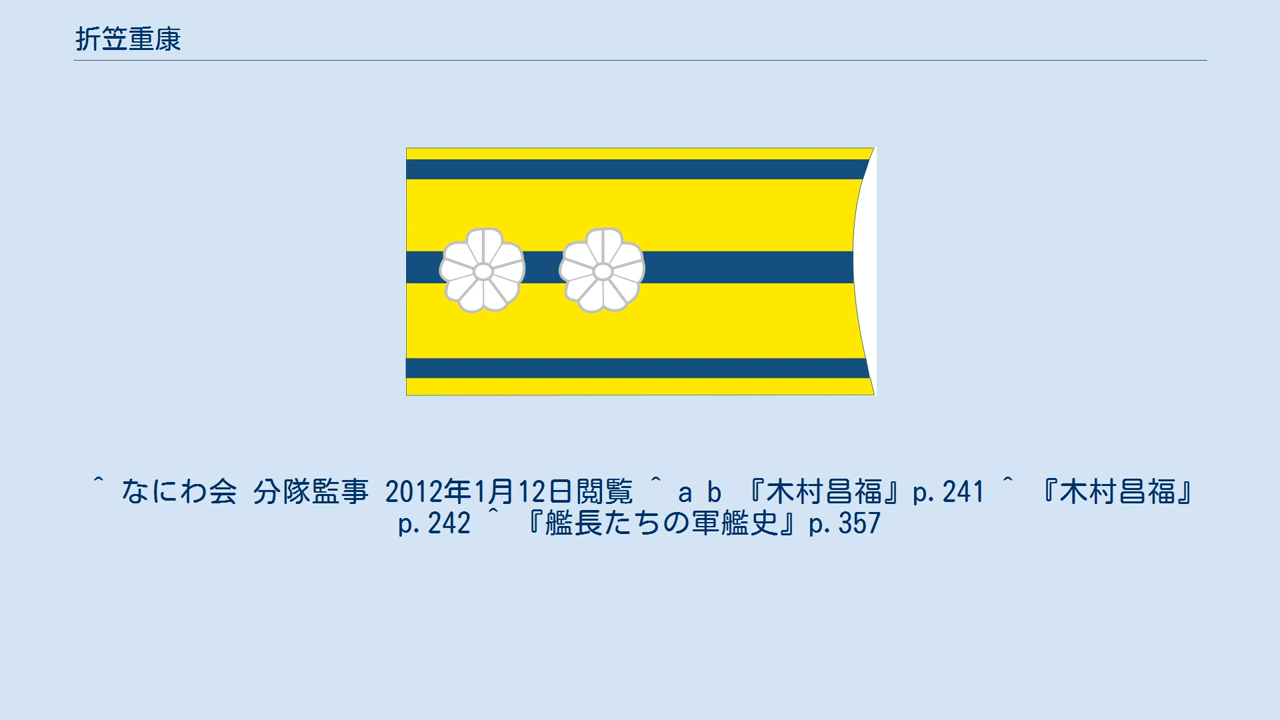 折笠重康
^ なにわ会 分隊監事 2012年1月12日閲覧 ^ a b 『木村昌福』p.241 ^ 『木村昌福』
p.242 ^ 『艦長たちの軍艦史』p.357